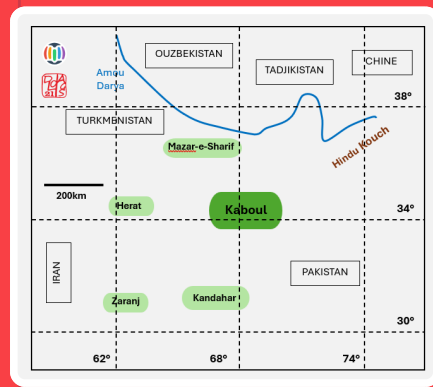 OUZBEKISTAN
TADJIKISTAN
CHINE
Amou
Darya
38°
TURKMENISTAN
Mazar-e-Sharif
Hindu Kouch
200km
Herat
Kaboul
34°
IRAN
PAKISTAN
Zaranj
Kandahar
30°
62°
68°
74°